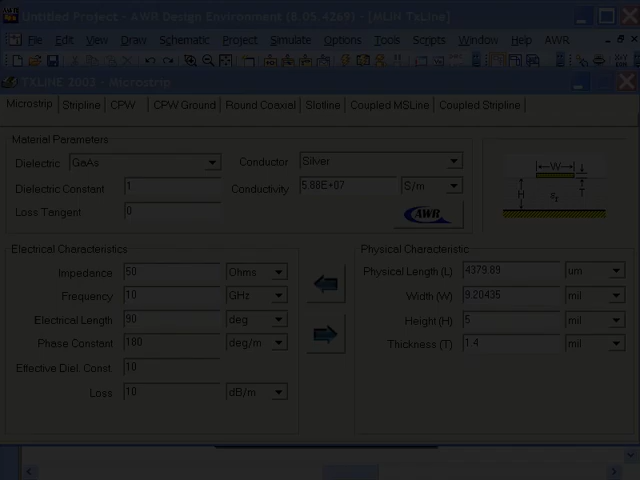 Untitled Project - AWR Design Environment (8.05.4269) - [MLIN TxLine]
File Edit View Draw Schematic Project Simulate Options Tools Scripts Window Help AWR
TXLINE 2003 - Microstrip
Microstrip Stripline CPW CPW Ground Round Coaxial Slotline Coupled MSLine Coupled Stripline
Material Parameters
Dielectric GaAs Conductor Silver
Dielectric Constant 1 Conductivity 5.88E+07 S/m
Loss Tangent 0 AWR
W H T εr
Electrical Characteristics
Impedance 50 Ohms
Frequency 10 GHz
Electrical Length 90 deg
Phase Constant 180 deg/m
Effective Diel. Const. 10
Loss 10 dB/m
Physical Characteristic
Physical Length (L) 4379.89 um
Width (W) 9.20435 mil
Height (H) 5 mil
Thickness (T) 1.4 mil